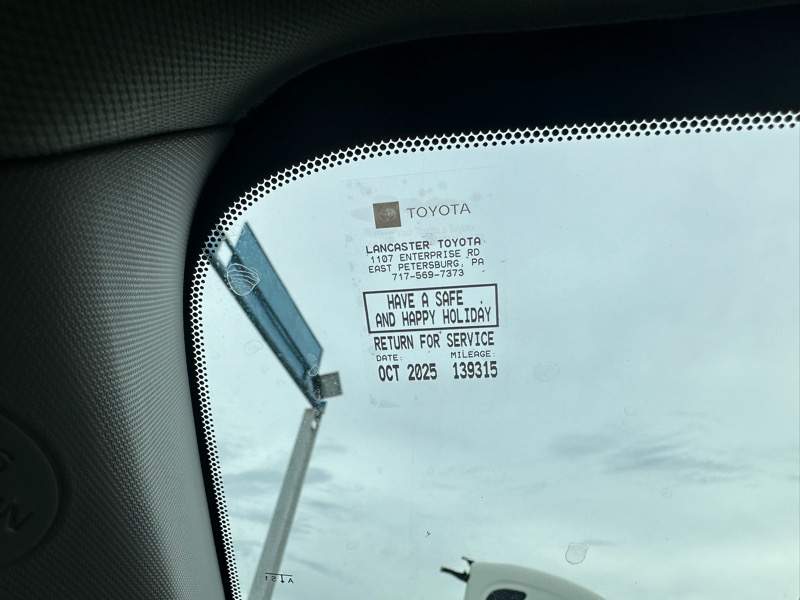 TOYOTA
LANCASTER TOYOTA
1107 ENTERPRISE RD
EAST PETERSBURG, PA
717-569-7373
HAVE A SAFE
AND HAPPY HOLIDAY
RETURN FOR SERVICE
DATE: MILEAGE:
OCT 2025 139315
AS1